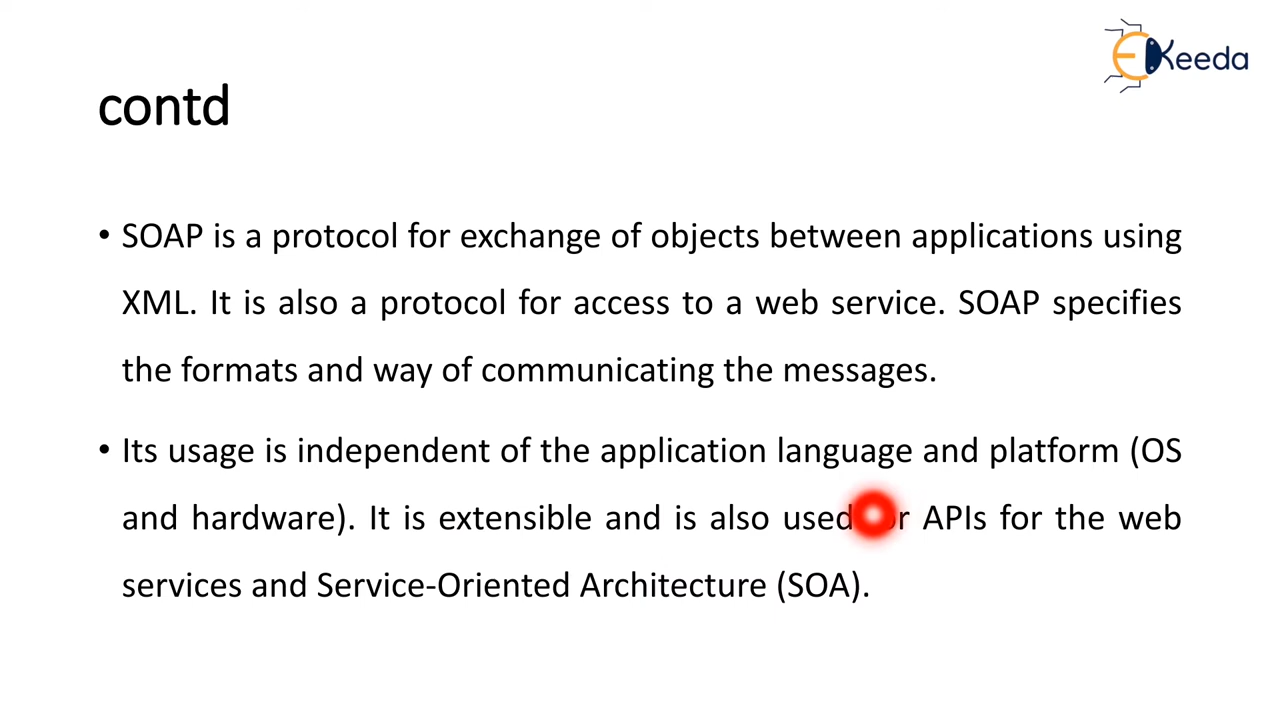 EKeeda
contd
• SOAP is a protocol for exchange of objects between applications using
XML. It is also a protocol for access to a web service. SOAP specifies
the formats and way of communicating the messages.
• Its usage is independent of the application language and platform (OS
and hardware). It is extensible and is also used for APIs for the web
services and Service-Oriented Architecture (SOA).